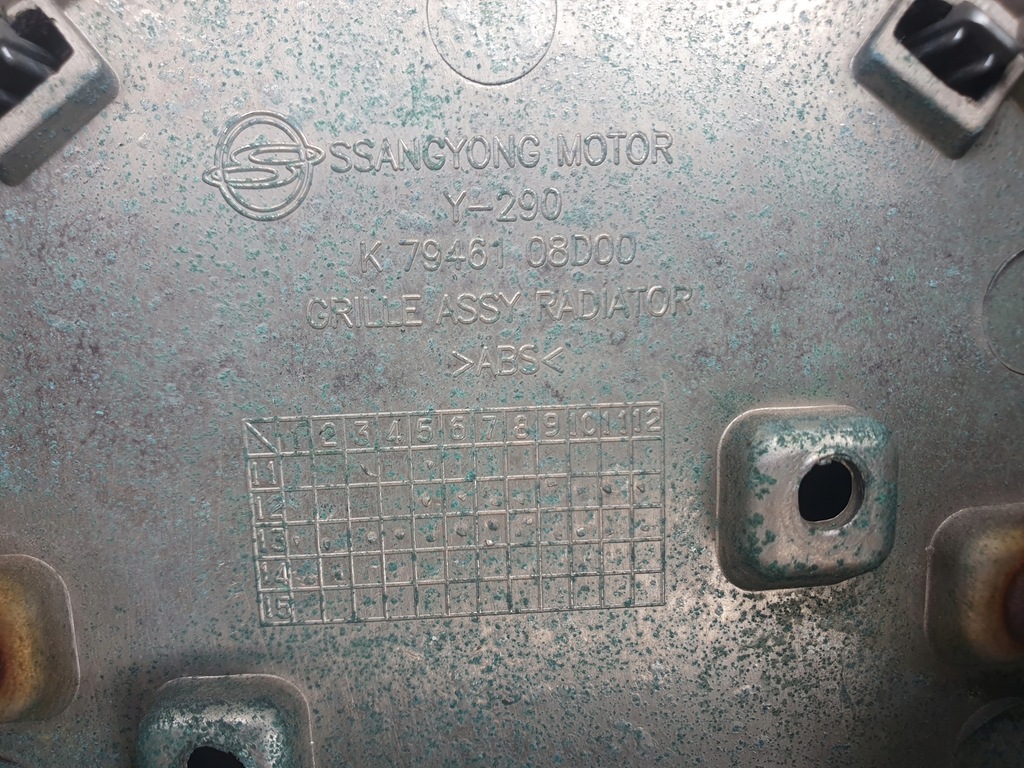 SSANGYONG MOTOR
Y-290
K 79461 08D00
GRILLE ASSY RADIATOR
>ABS<
1 2 3 4 5 6 7 8 9 10 11 12
11
12
13
14
15